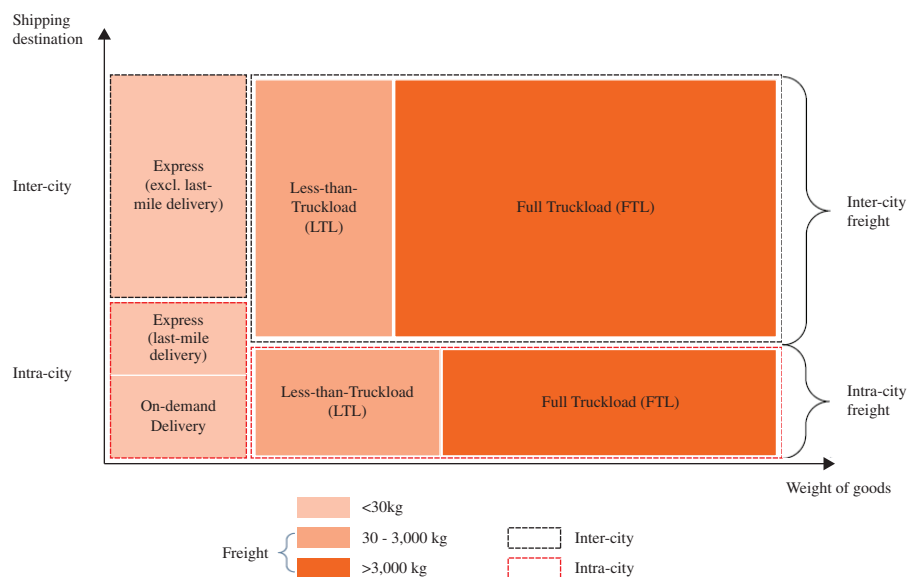 Shipping
destination
Inter-city
Express
(excl. last-
mile delivery)
Less-than-
Truckload
(LTL)
Full Truckload (FTL)
Inter-city
freight
Intra-city
Express
(last-mile
delivery)
On-demand
Delivery
Less-than-Truckload
(LTL)
Full Truckload (FTL)
Intra-city
freight
Weight of goods
<30kg
Freight
30 - 3,000 kg
>3,000 kg
Inter-city
Intra-city